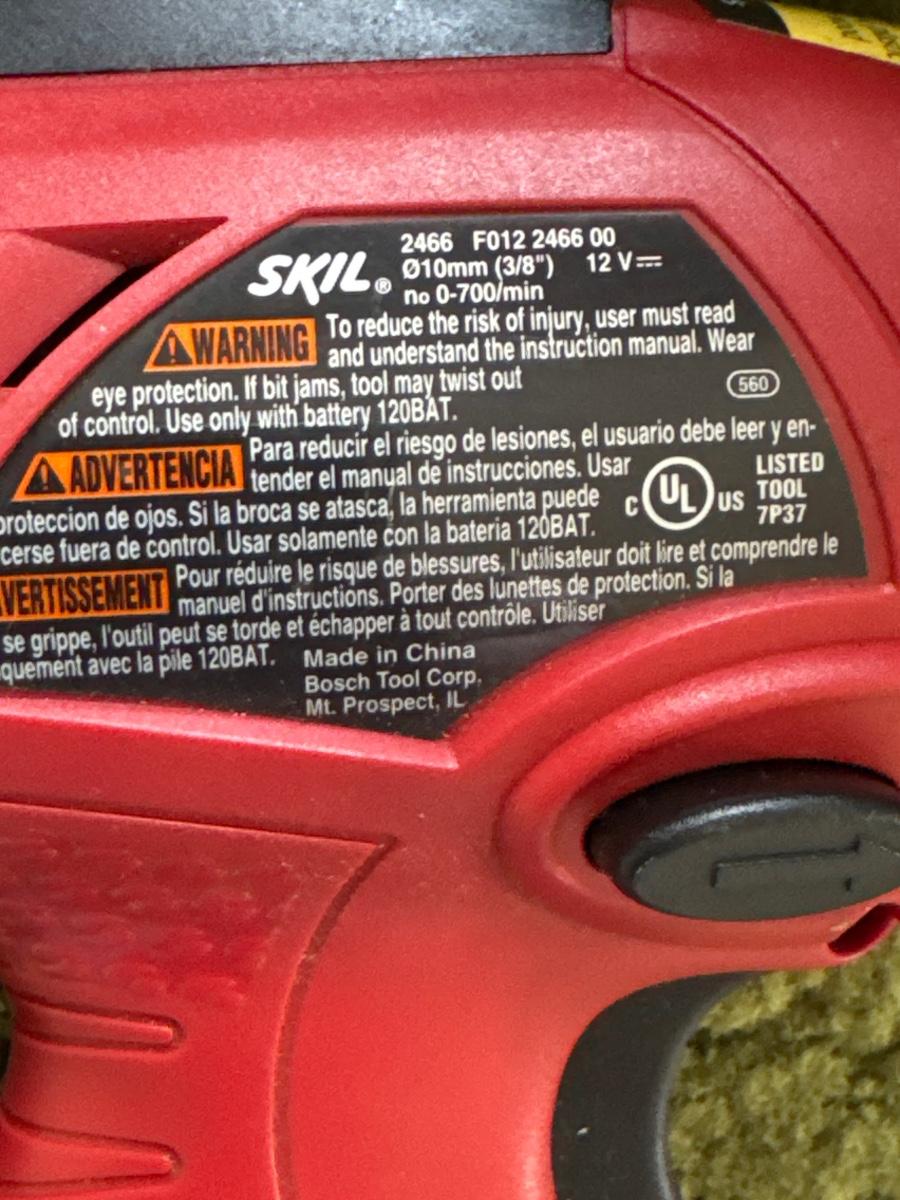 2466 F012 2466 00
SKIL® Ø10mm (3/8") 12 V⎓
no 0-700/min
WARNING To reduce the risk of injury, user must read
and understand the instruction manual. Wear
eye protection. If bit jams, tool may twist out
of control. Use only with battery 120BAT.
560
ADVERTENCIA Para reducir el riesgo de lesiones, el usuario debe leer y en-
tender el manual de instrucciones. Usar
proteccion de ojos. Si la broca se atasca, la herramienta puede
cerse fuera de control. Usar solamente con la bateria 120BAT.
C UL US LISTED
TOOL
7P37
VERTISSEMENT Pour réduire le risque de blessures, l'utilisateur doit lire et comprendre le
manuel d'instructions. Porter des lunettes de protection. Si la
se grippe, l'outil peut se torde et échapper à tout contrôle. Utiliser
quement avec la pile 120BAT.
Made in China
Bosch Tool Corp.
Mt. Prospect, IL